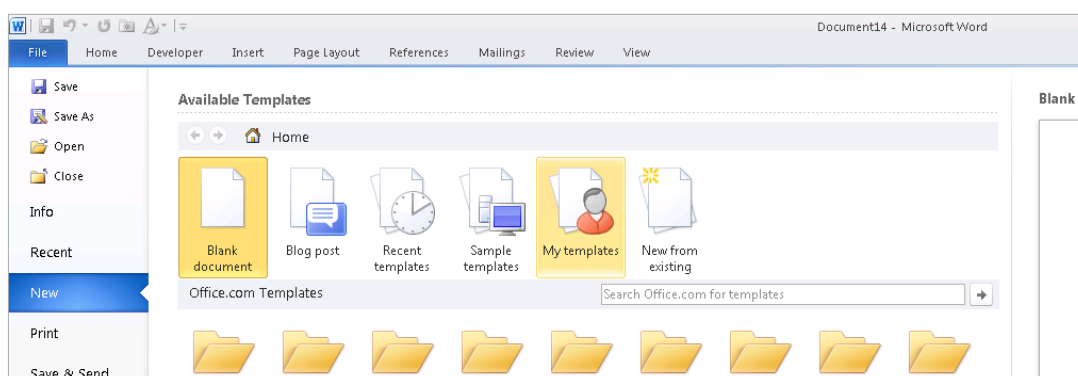 Document14 - Microsoft Word
File Home Developer Insert Page Layout References Mailings Review View
Save
Save As
Open
Close
Info
Recent
New
Print
Save & Send
Available Templates
Home
Blank document
Blog post
Recent templates
Sample templates
My templates
New from existing
Office.com Templates
Search Office.com for templates
Blank